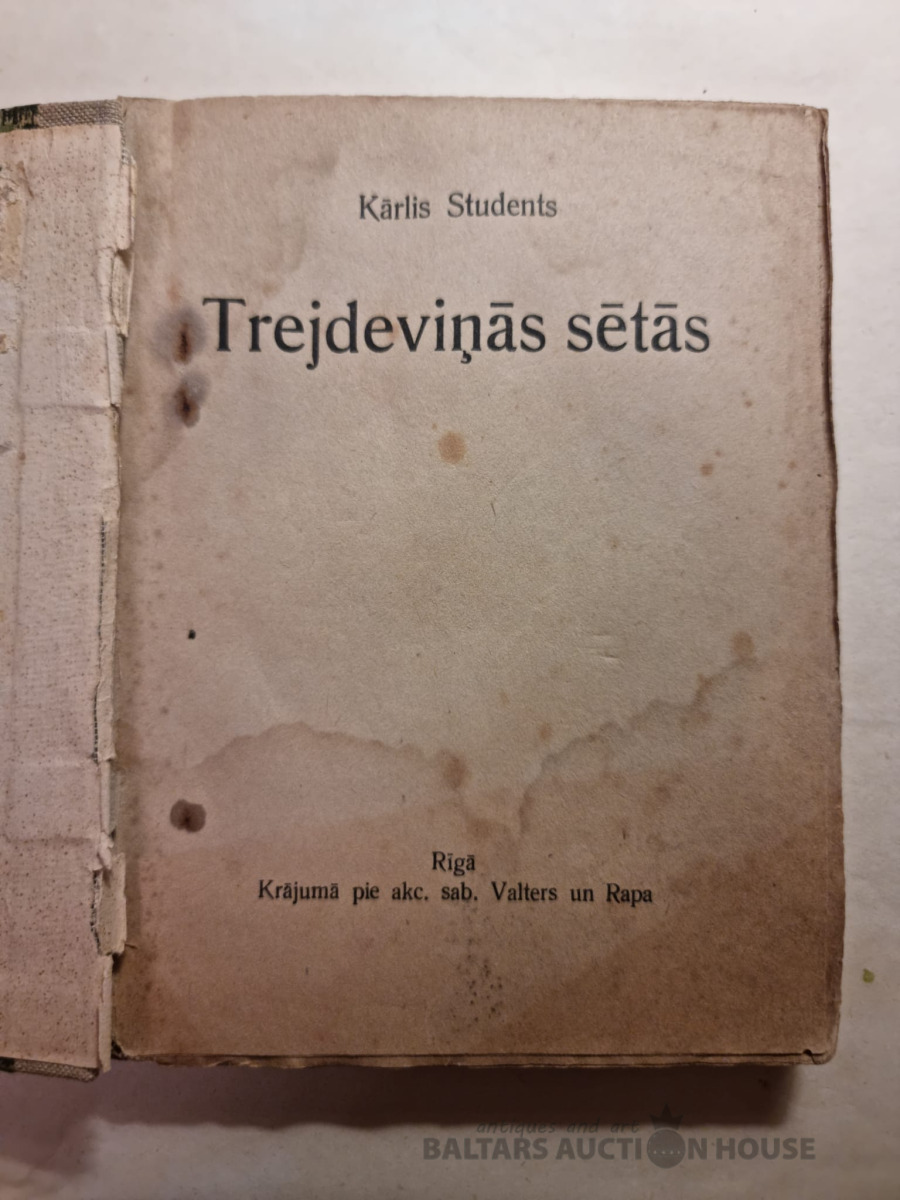 Kārlis Students
Trejdeviņās sētās
Rīgā
Krājumā pie akc. sab. Valters un Rapa
antiques and art
BALTARS AUCTION HOUSE